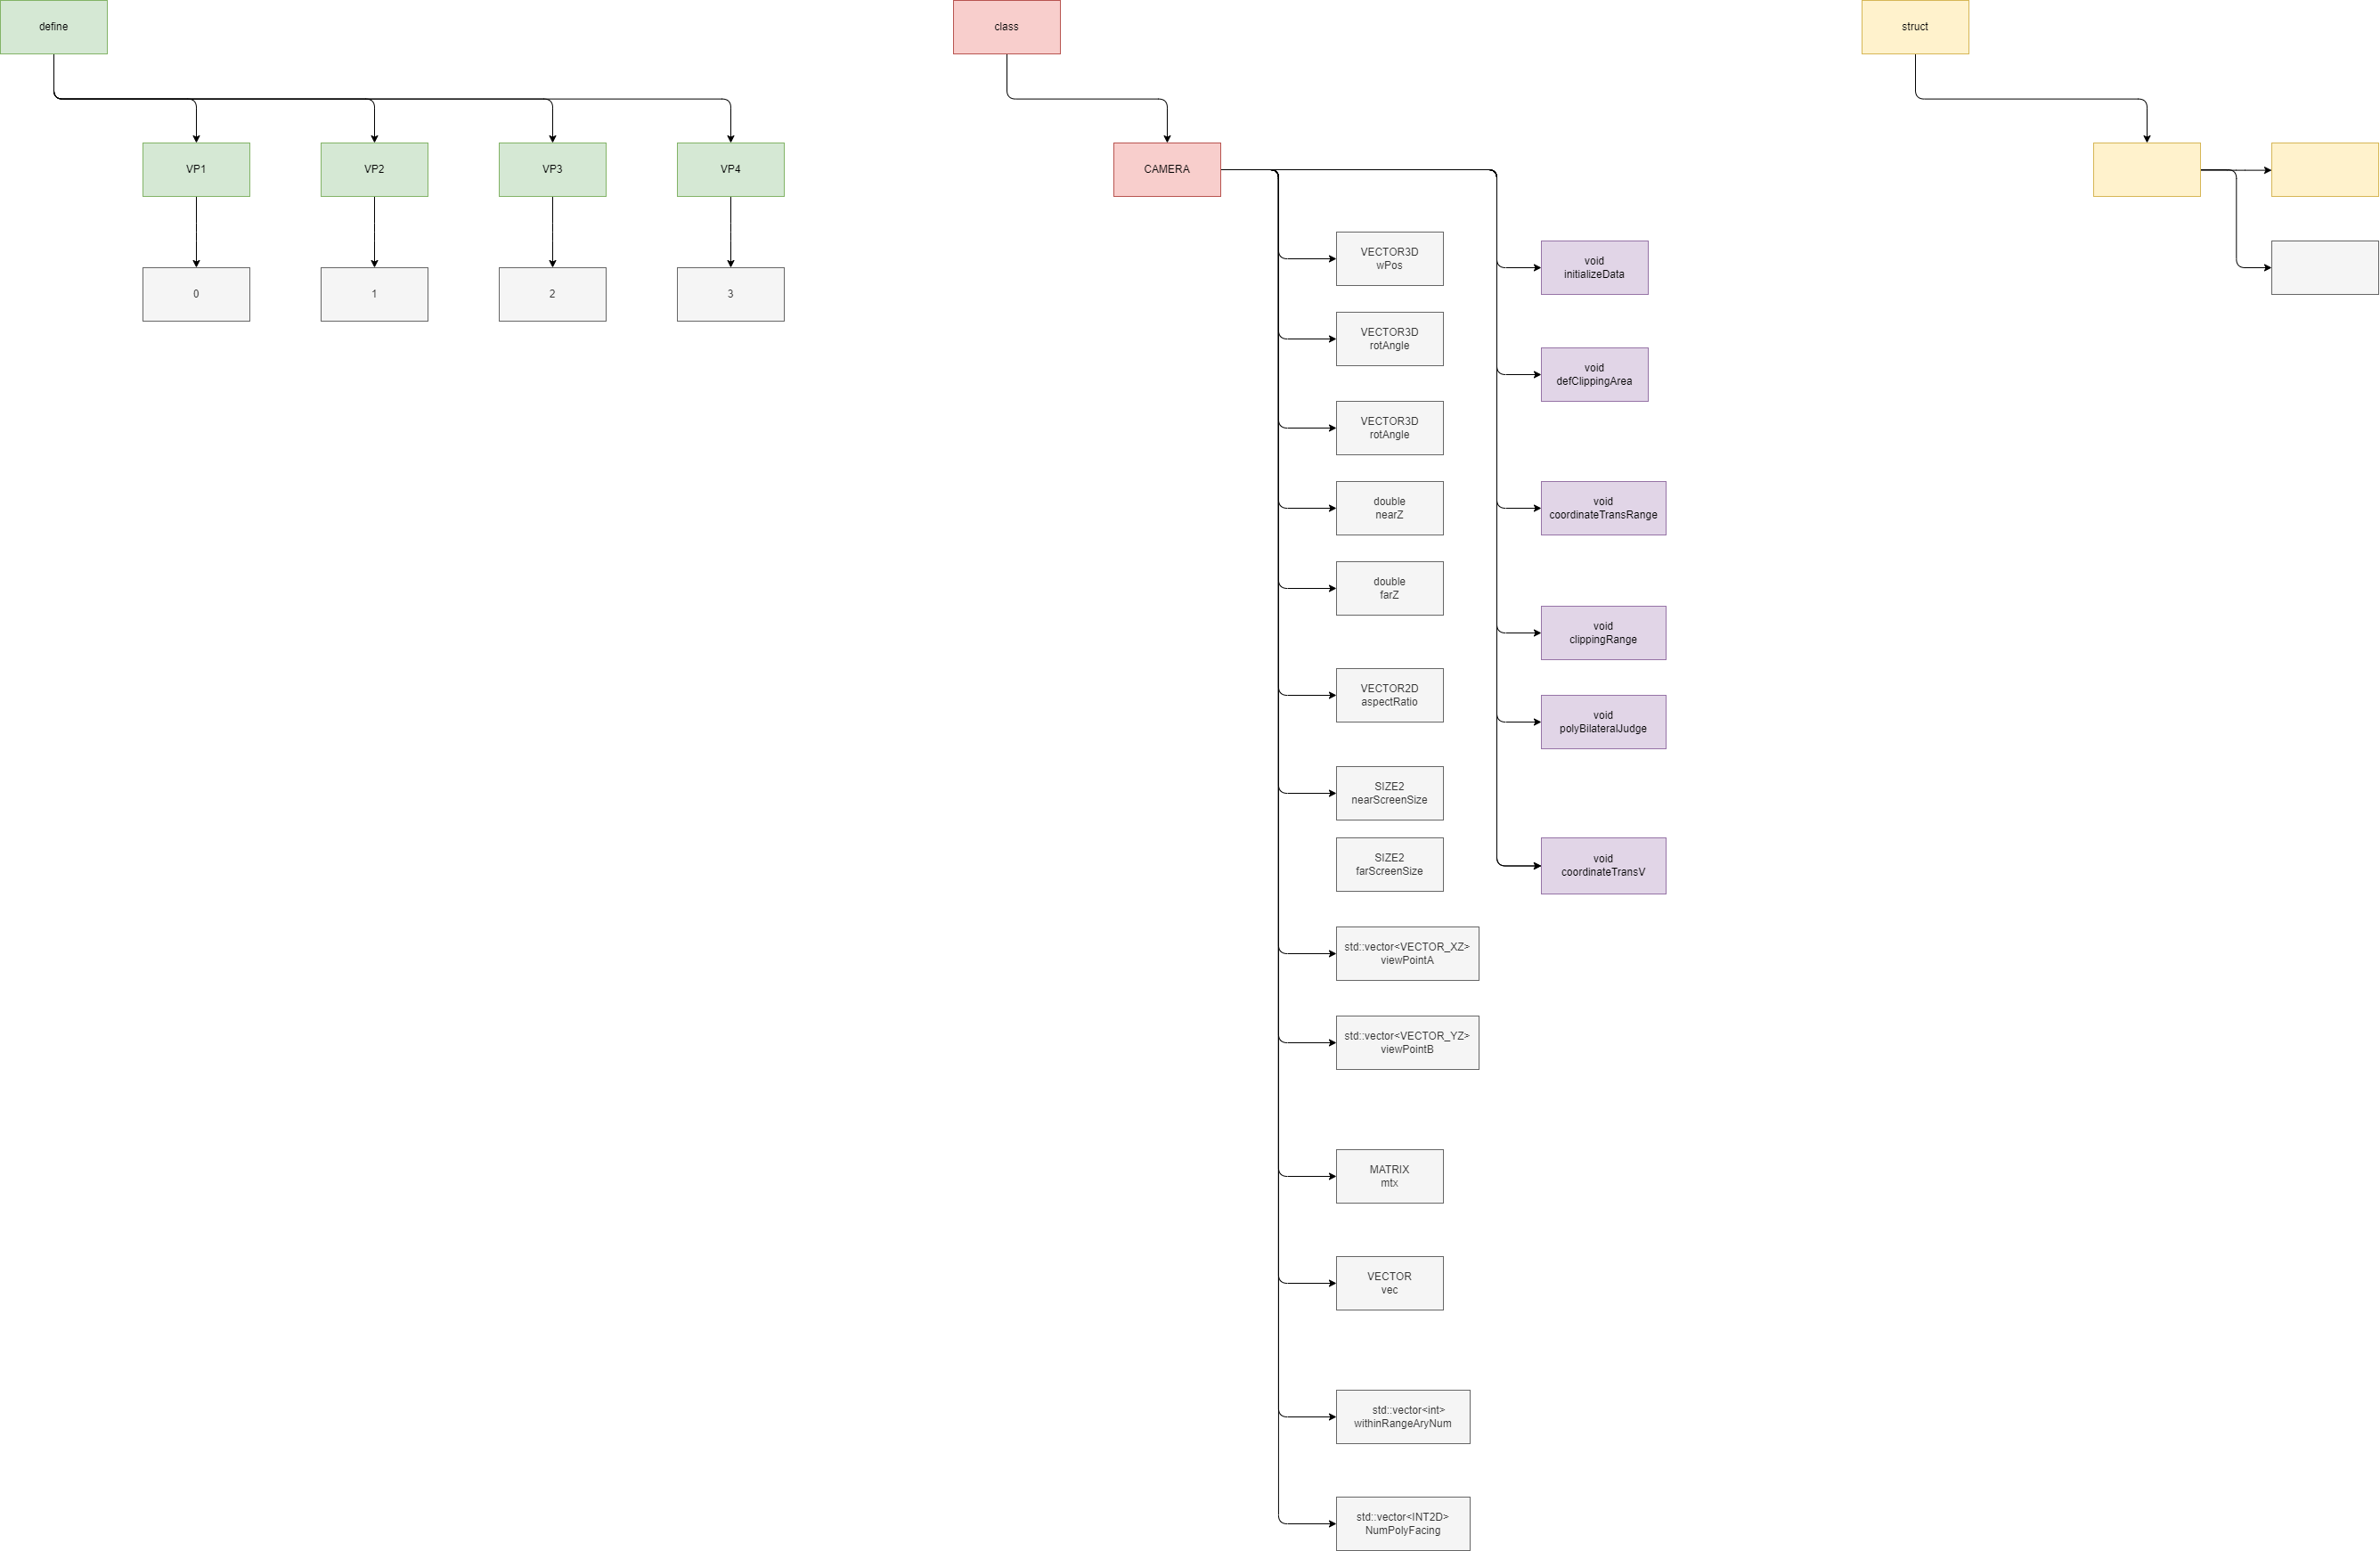 define
class
struct
VP1
VP2
VP3
VP4
CAMERA
0
1
2
3
VECTOR3D
wPos
VECTOR3D
rotAngle
VECTOR3D
rotAngle
double
nearZ
double
farZ
VECTOR2D
aspectRatio
SIZE2
nearScreenSize
SIZE2
farScreenSize
std::vector<VECTOR_XZ>
viewPointA
std::vector<VECTOR_YZ>
viewPointB
MATRIX
mtx
VECTOR
vec
std::vector<int>
withinRangeAryNum
std::vector<INT2D>
NumPolyFacing
void
initializeData
void
defClippingArea
void
coordinateTransRange
void
clippingRange
void
polyBilateralJudge
void
coordinateTransV